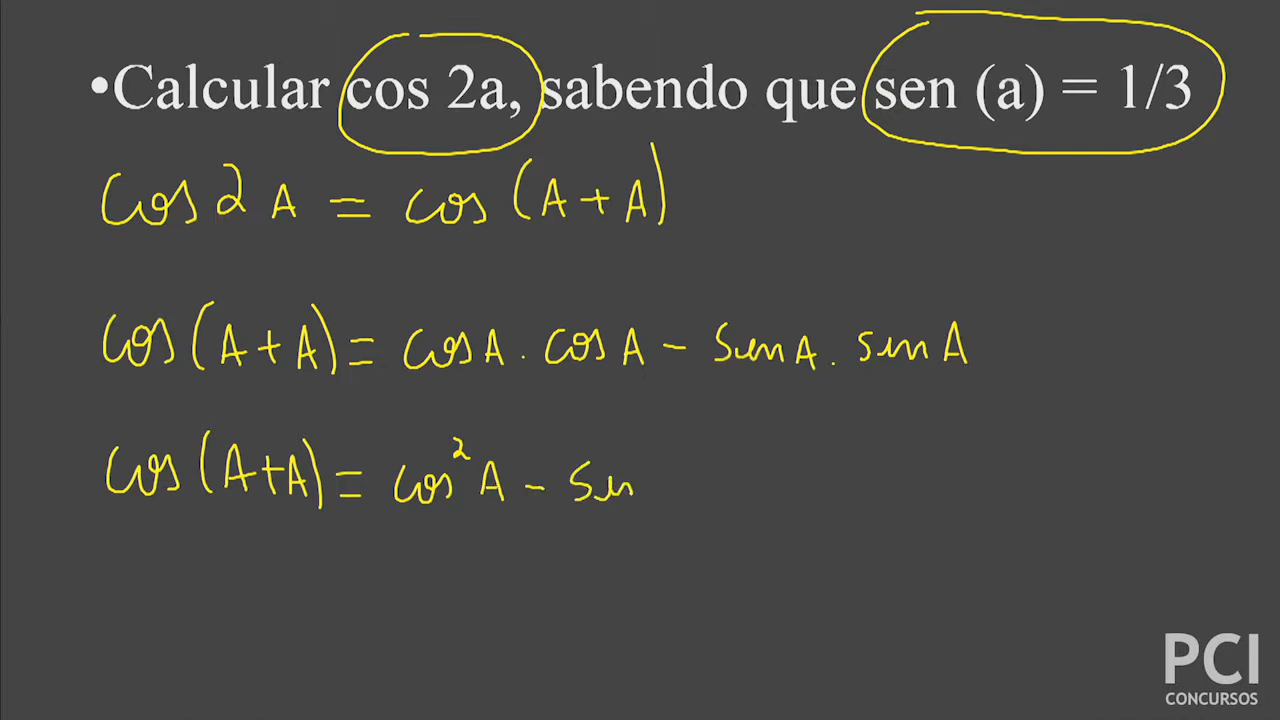 •Calcular cos 2a, sabendo que sen (a) = 1/3
cos 2A = cos (A + A)
cos (A + A) = cos A . cos A - sen A . sen A
cos (A + A) = cos² A - sen
PCI
CONCURSOS